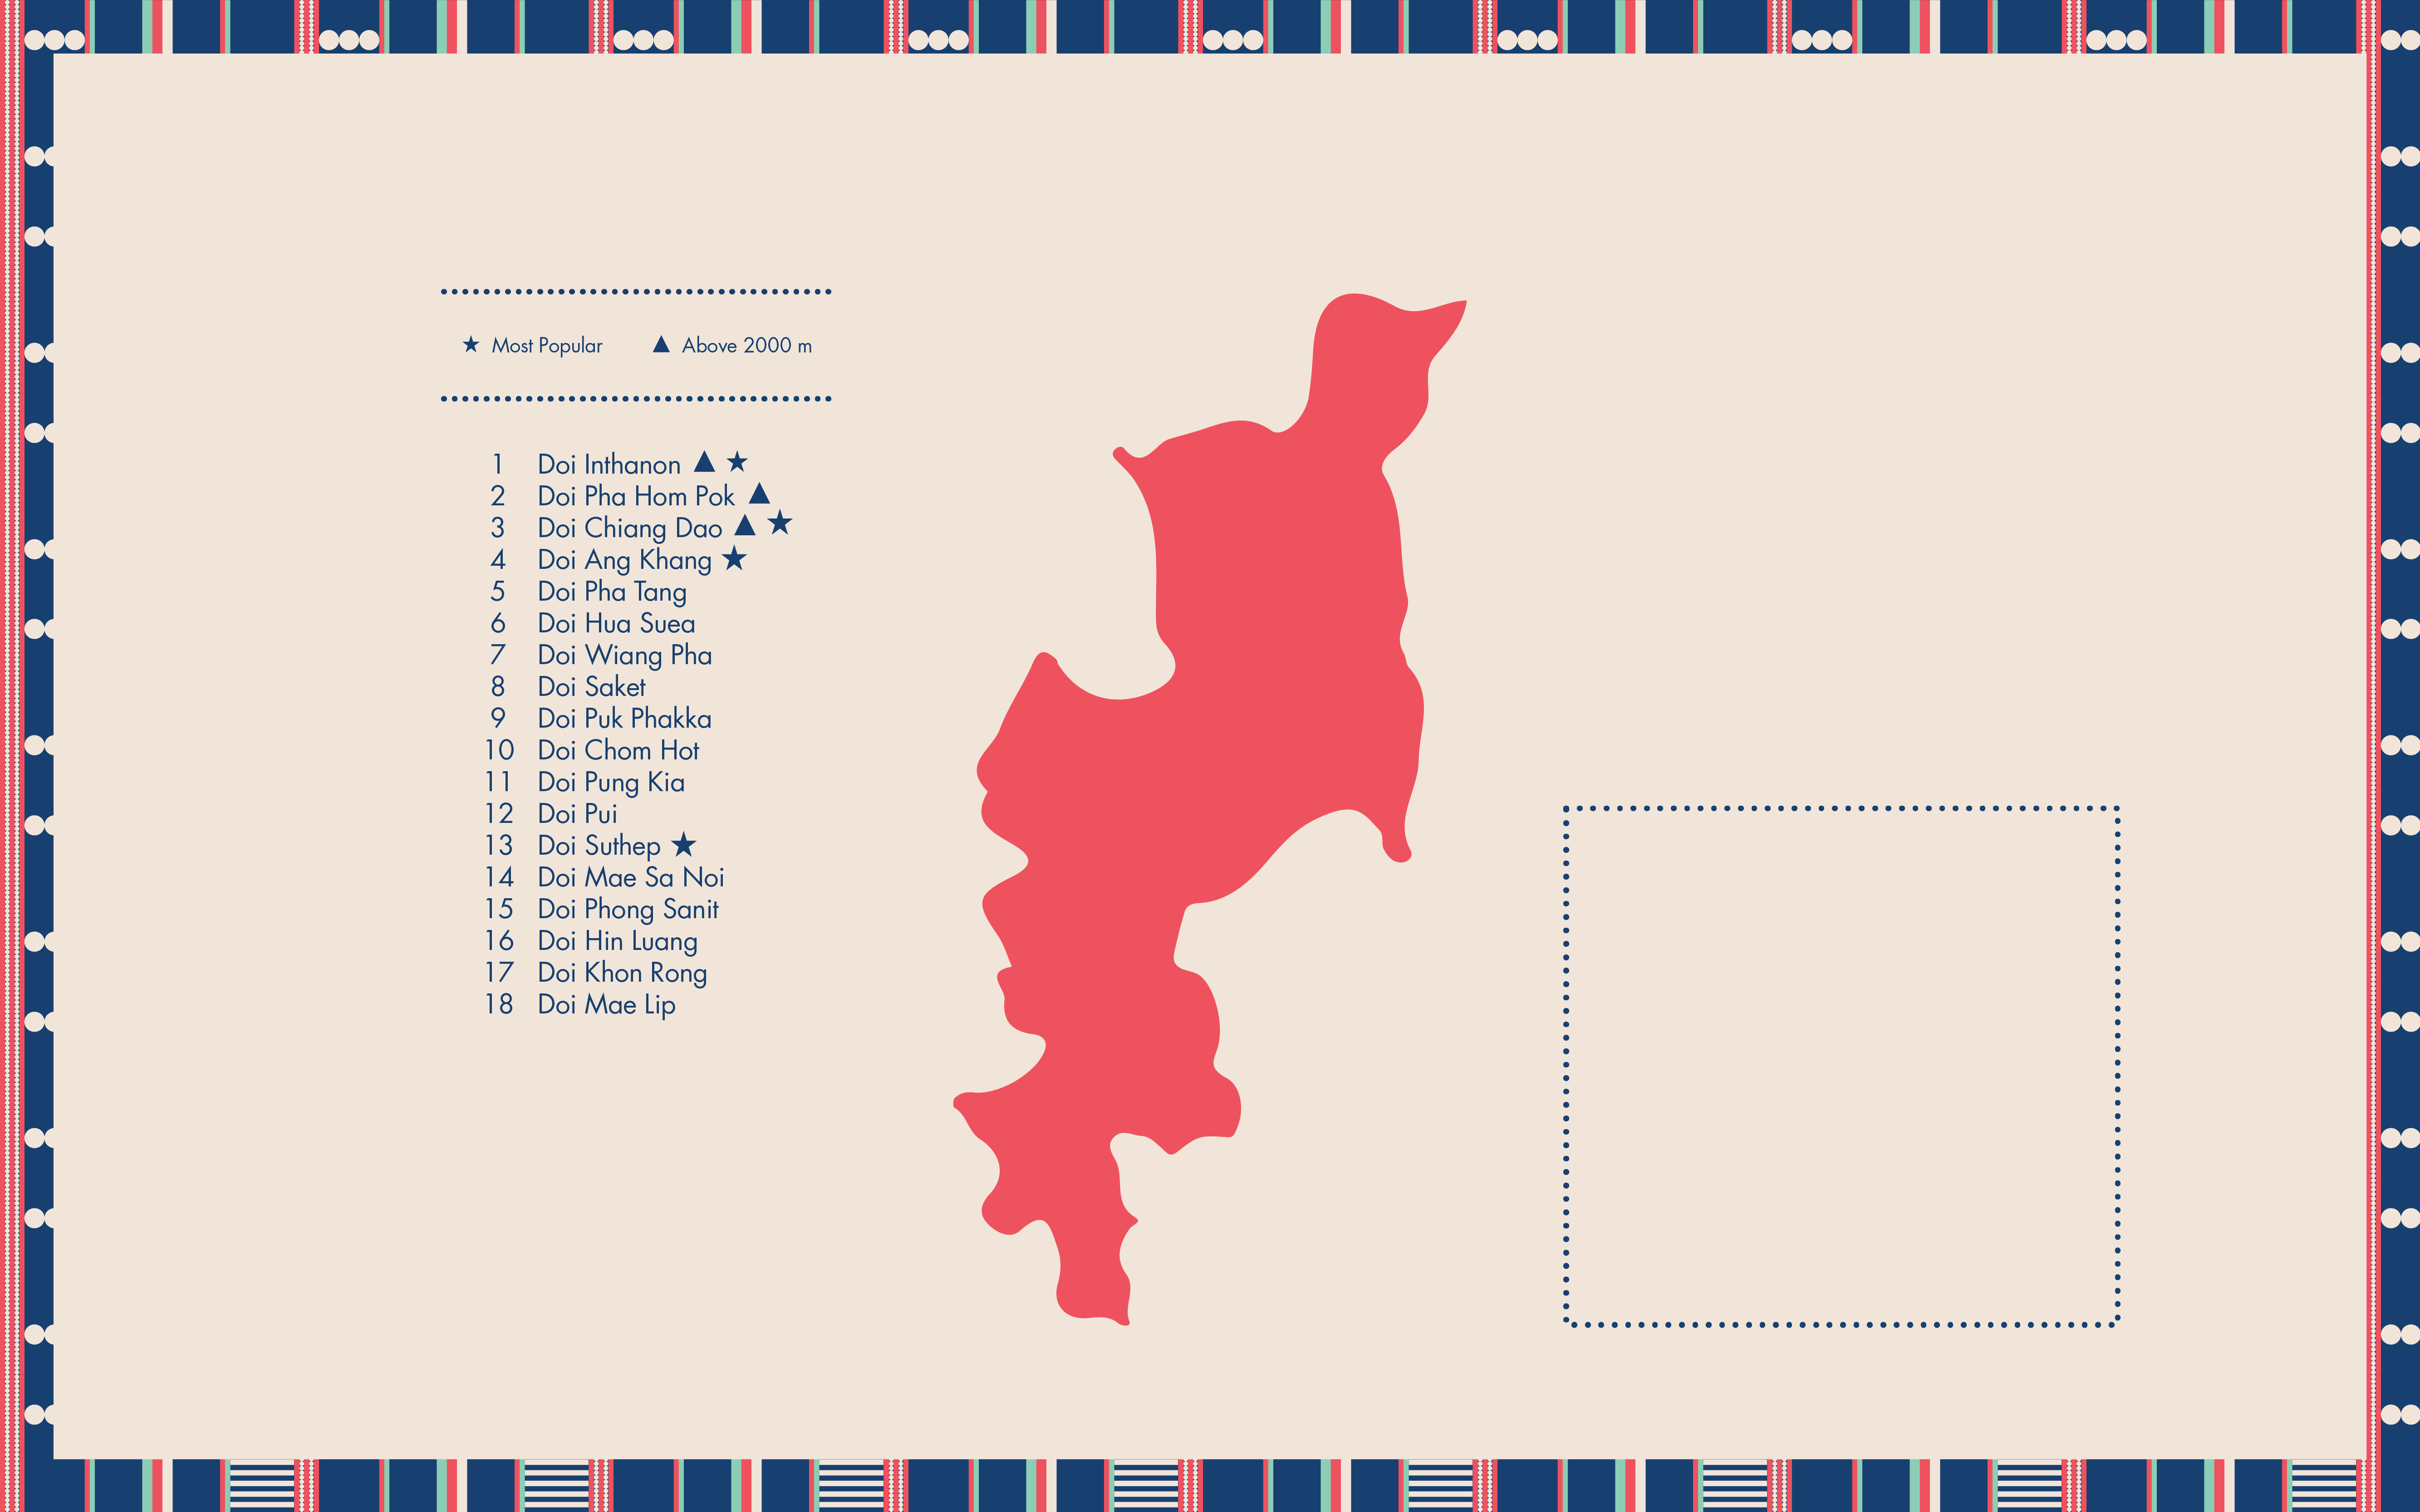 ★ Most Popular ▲ Above 2000 m
1 Doi Inthanon ▲ ★
2 Doi Pha Hom Pok ▲
3 Doi Chiang Dao ▲ ★
4 Doi Ang Khang ★
5 Doi Pha Tang
6 Doi Hua Suea
7 Doi Wiang Pha
8 Doi Saket
9 Doi Puk Phakka
10 Doi Chom Hot
11 Doi Pung Kia
12 Doi Pui
13 Doi Suthep ★
14 Doi Mae Sa Noi
15 Doi Phong Sanit
16 Doi Hin Luang
17 Doi Khon Rong
18 Doi Mae Lip